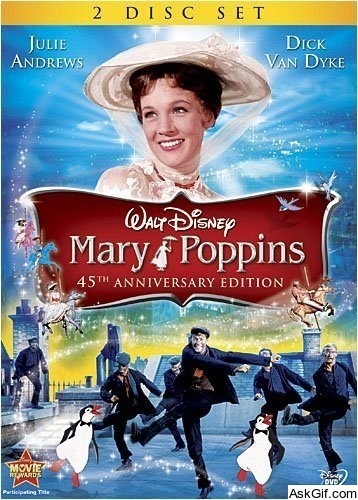 2 DISC SET
JULIE
ANDREWS
DICK
VAN DYKE
WALT DISNEY
MARY POPPINS
45TH ANNIVERSARY EDITION
DISNEY
MOVIE
REWARDS
Participating Title
Disney
DVD
AskGif.com